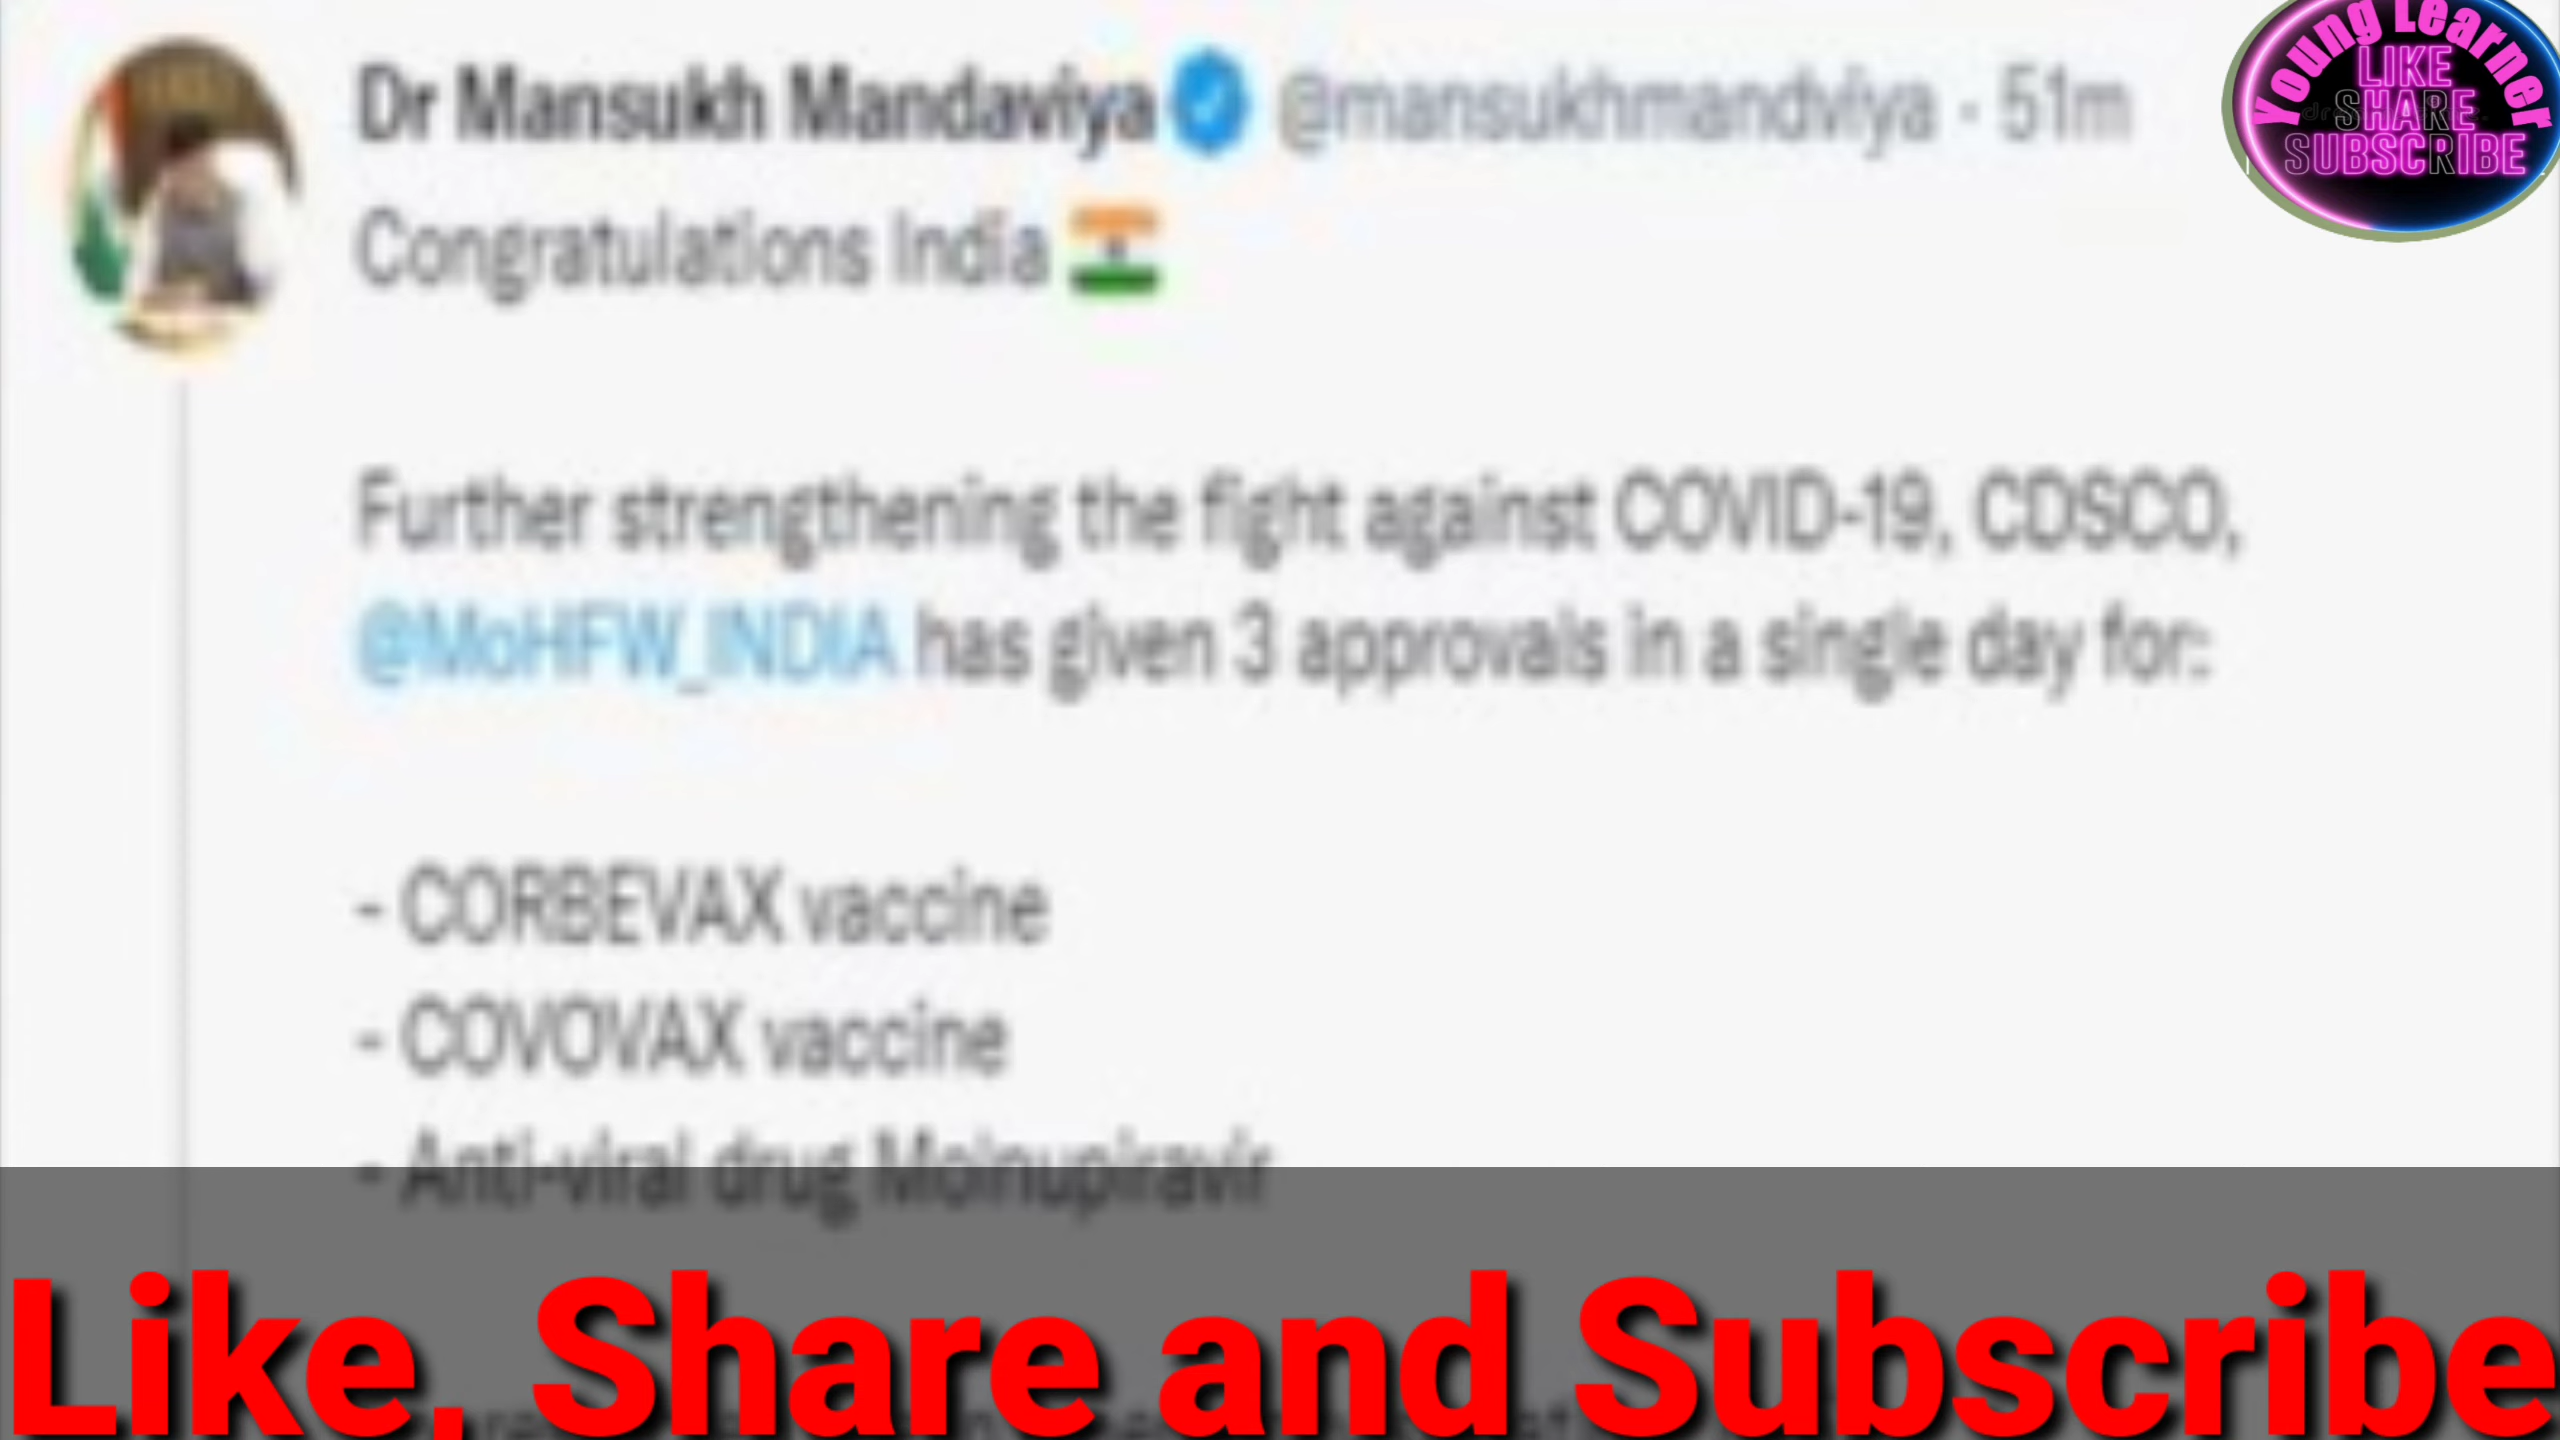 Dr Mansukh Mandaviya @mansukhmandviya · 51m
Young Learner
LIKE
SHARE
SUBSCRIBE
Congratulations India
Further strengthening the fight against COVID-19, CDSCO,
@MoHFW_INDIA has given 3 approvals in a single day for:
- CORBEVAX vaccine
- COVOVAX vaccine
- Anti-viral drug Molnupiravir
Like, Share and Subscribe